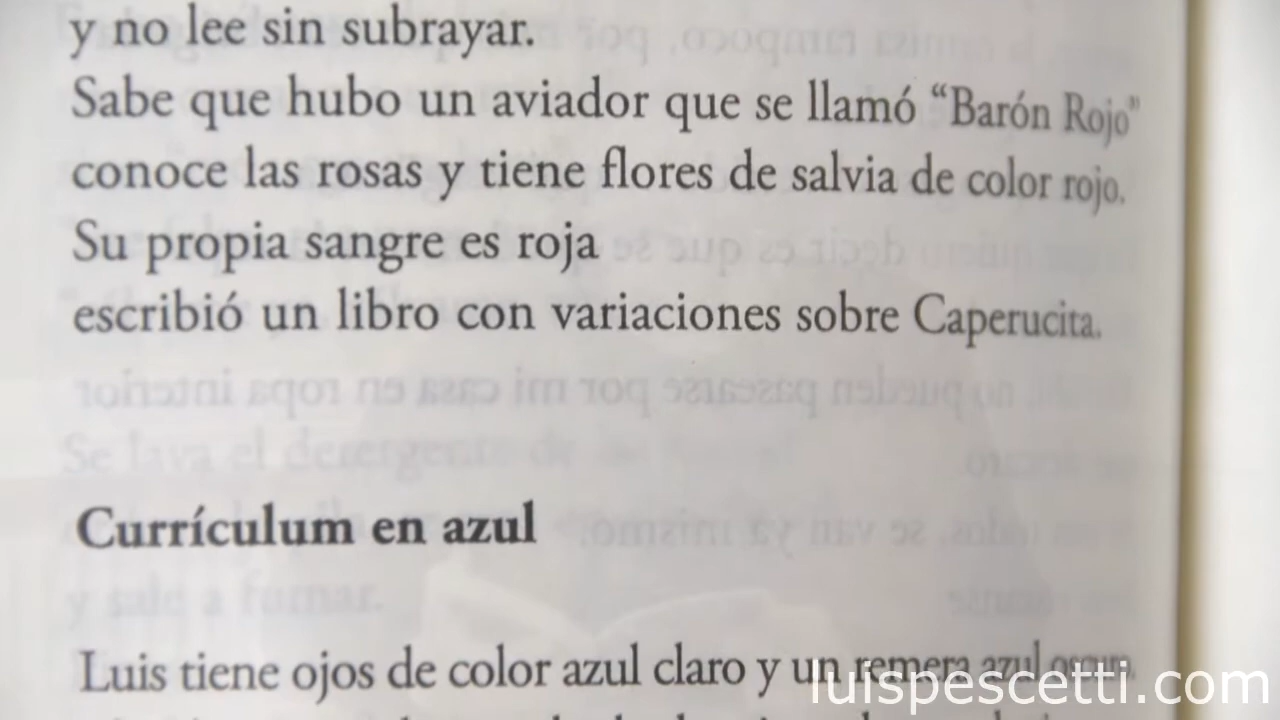 y no lee sin subrayar.
Sabe que hubo un aviador que se llamó “Barón Rojo”
conoce las rosas y tiene flores de salvia de color rojo.
Su propia sangre es roja
escribió un libro con variaciones sobre Caperucita.
Currículum en azul
Luis tiene ojos de color azul claro y un remera azul oscuro.
luispescetti.com